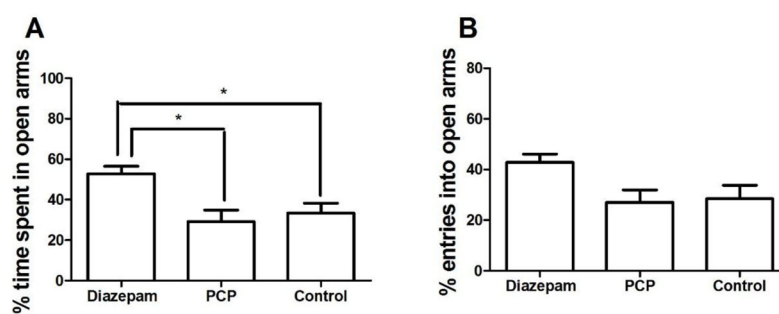 A
% time spent in open arms
100
80
60
40
20
0
*
*
Diazepam PCP Control
B
% entries into open arms
80
60
40
20
0
Diazepam PCP Control